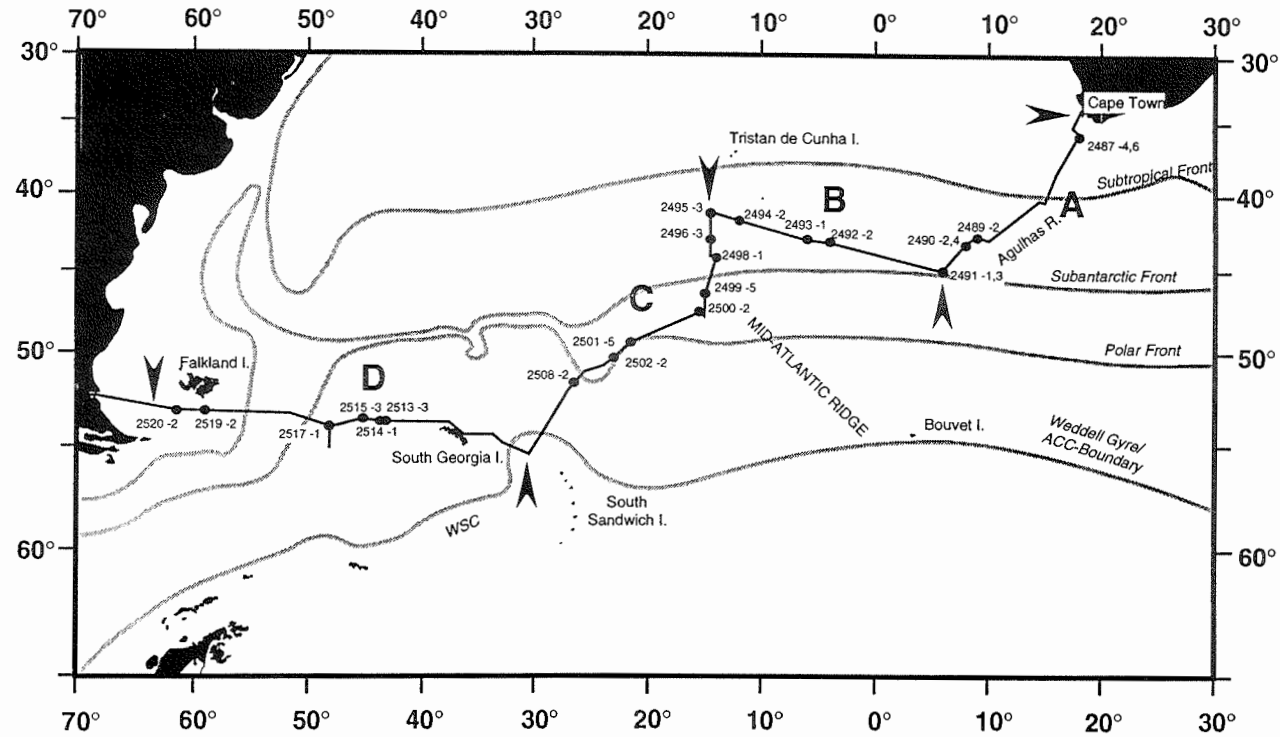 70° 60° 50° 40° 30° 20° 10° 0° 10° 20° 30°
30° 30°
Cape Town
Tristan de Cunha I.
2487 -4,6
Subtropical Front
40° 40°
A
B
2495 -3
2494 -2
2493 -1
2492 -2
2489 -2
2496 -3
2490 -2,4
Agulhas R.
2498 -1
2491 -1,3
Subantarctic Front
2499 -5
C
2500 -2
MID-ATLANTIC RIDGE
2501 -5
50° 50°
Polar Front
Falkland I.
2502 -2
2508 -2
D
2515 -3 2513 -3
2520 -2 2519 -2
2517 -1
2514 -1
Bouvet I.
Weddell Gyre/
ACC-Boundary
South Georgia I.
South
Sandwich I.
WSC
60° 60°
70° 60° 50° 40° 30° 20° 10° 0° 10° 20° 30°